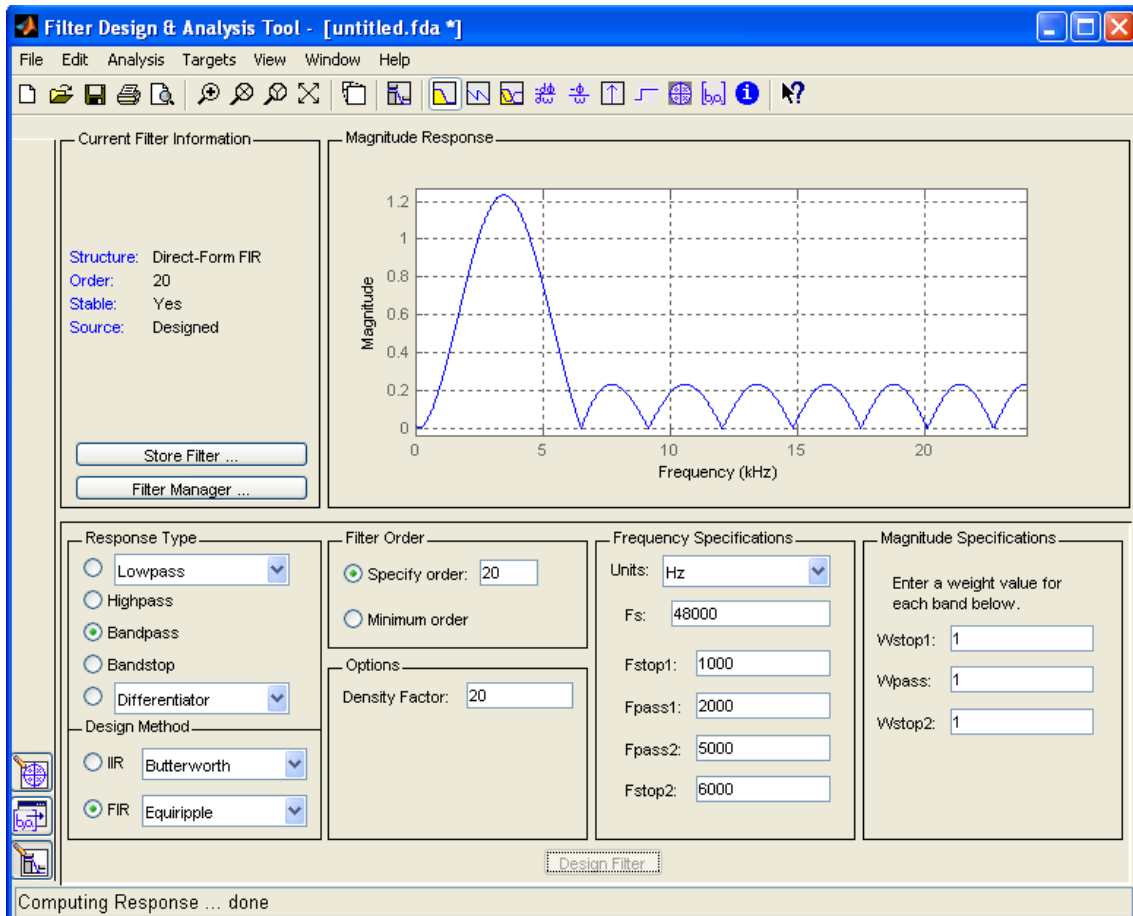 Filter Design & Analysis Tool - [untitled.fda *]
File Edit Analysis Targets View Window Help
Current Filter Information
Structure: Direct-Form FIR
Order: 20
Stable: Yes
Source: Designed
Store Filter ...
Filter Manager ...
Magnitude Response
1.2
1
0.8
0.6
0.4
0.2
0
Magnitude
0 5 10 15 20
Frequency (kHz)
Response Type
Lowpass
Highpass
Bandpass
Bandstop
Differentiator
Design Method
IIR Butterworth
FIR Equiripple
Filter Order
Specify order: 20
Minimum order
Options
Density Factor: 20
Frequency Specifications
Units: Hz
Fs: 48000
Fstop1: 1000
Fpass1: 2000
Fpass2: 5000
Fstop2: 6000
Magnitude Specifications
Enter a weight value for
each band below.
Wstop1: 1
Wpass: 1
Wstop2: 1
Design Filter
Computing Response ... done